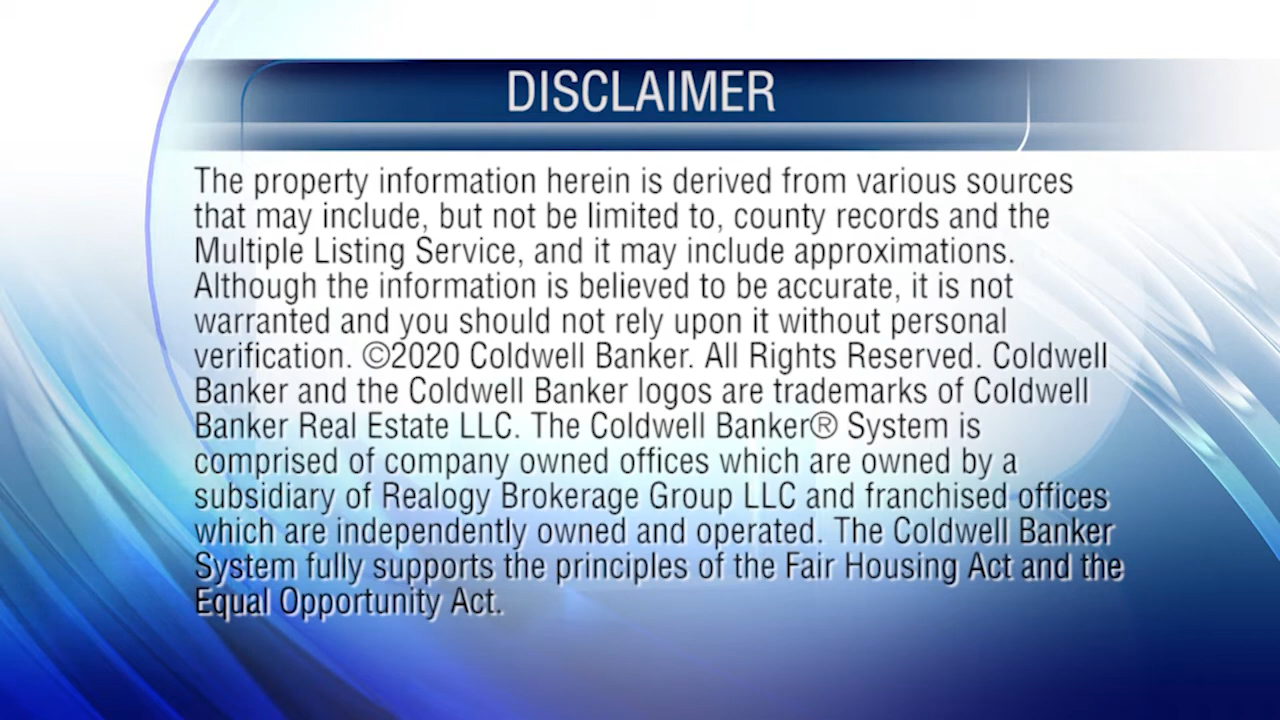 DISCLAIMER
The property information herein is derived from various sources
that may include, but not be limited to, county records and the
Multiple Listing Service, and it may include approximations.
Although the information is believed to be accurate, it is not
warranted and you should not rely upon it without personal
verification. ©2020 Coldwell Banker. All Rights Reserved. Coldwell
Banker and the Coldwell Banker logos are trademarks of Coldwell
Banker Real Estate LLC. The Coldwell Banker® System is
comprised of company owned offices which are owned by a
subsidiary of Realogy Brokerage Group LLC and franchised offices
which are independently owned and operated. The Coldwell Banker
System fully supports the principles of the Fair Housing Act and the
Equal Opportunity Act.